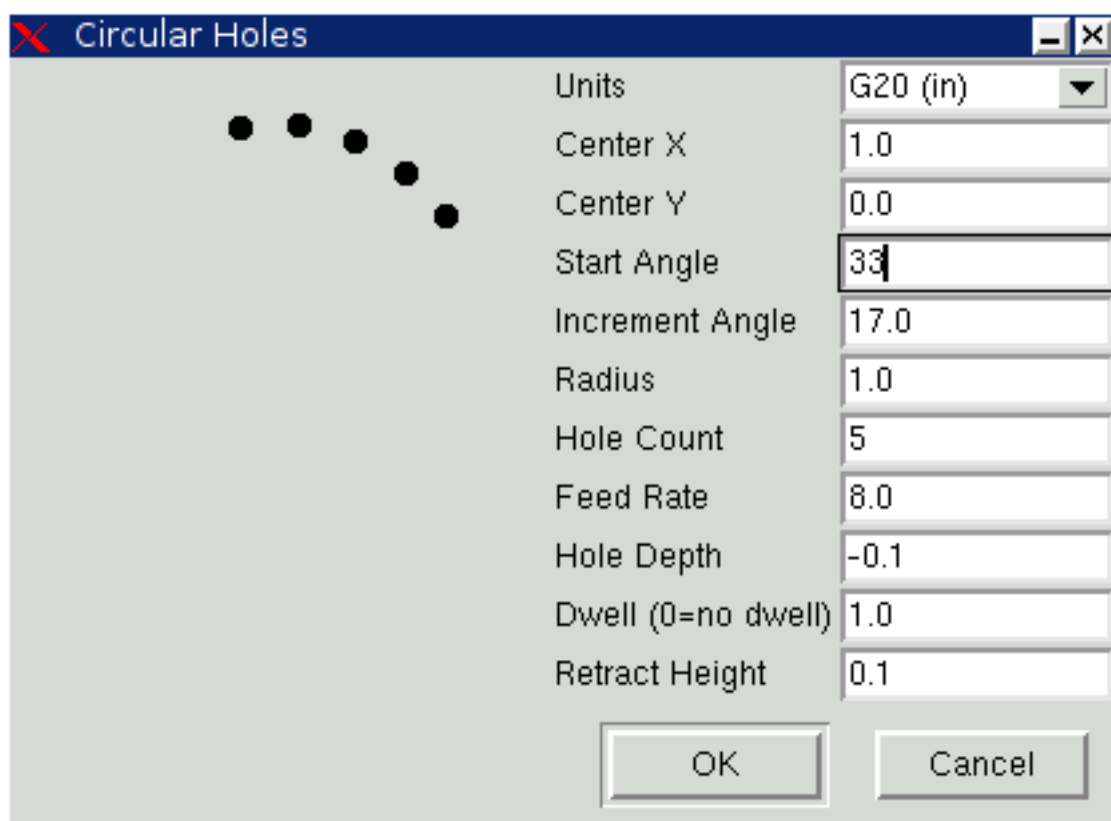 Circular Holes
Units G20 (in)
Center X 1.0
Center Y 0.0
Start Angle 33
Increment Angle 17.0
Radius 1.0
Hole Count 5
Feed Rate 8.0
Hole Depth -0.1
Dwell (0=no dwell) 1.0
Retract Height 0.1
OK Cancel